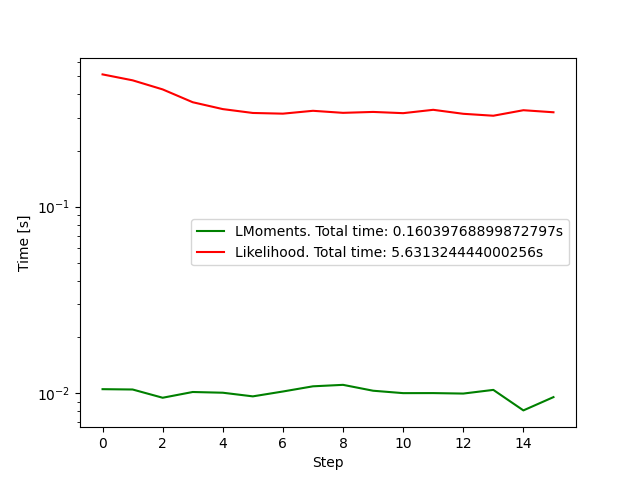 Time [s]
10⁻¹
10⁻²
LMoments. Total time: 0.16039768899872797s
Likelihood. Total time: 5.631324444000256s
0 2 4 6 8 10 12 14
Step